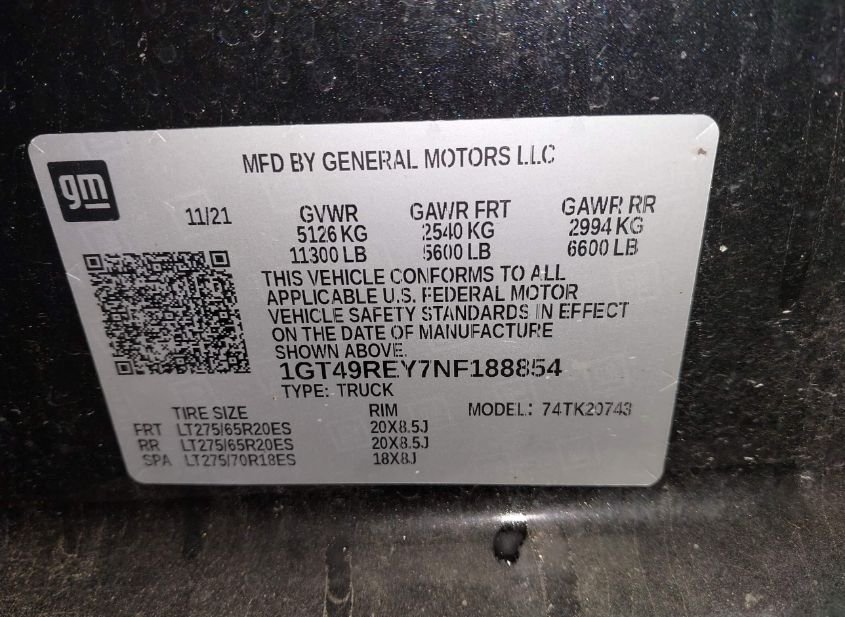 MFD BY GENERAL MOTORS LLC
gm
11/21 GVWR GAWR FRT GAWR RR
5126 KG 2540 KG 2994 KG
11300 LB 5600 LB 6600 LB
THIS VEHICLE CONFORMS TO ALL
APPLICABLE U.S. FEDERAL MOTOR
VEHICLE SAFETY STANDARDS IN EFFECT
ON THE DATE OF MANUFACTURE
SHOWN ABOVE.
1GT49REY7NF188854
TYPE: TRUCK
TIRE SIZE RIM MODEL: 74TK20743
FRT LT275/65R20ES 20X8.5J
RR LT275/65R20ES 20X8.5J
SPA LT275/70R18ES 18X8J